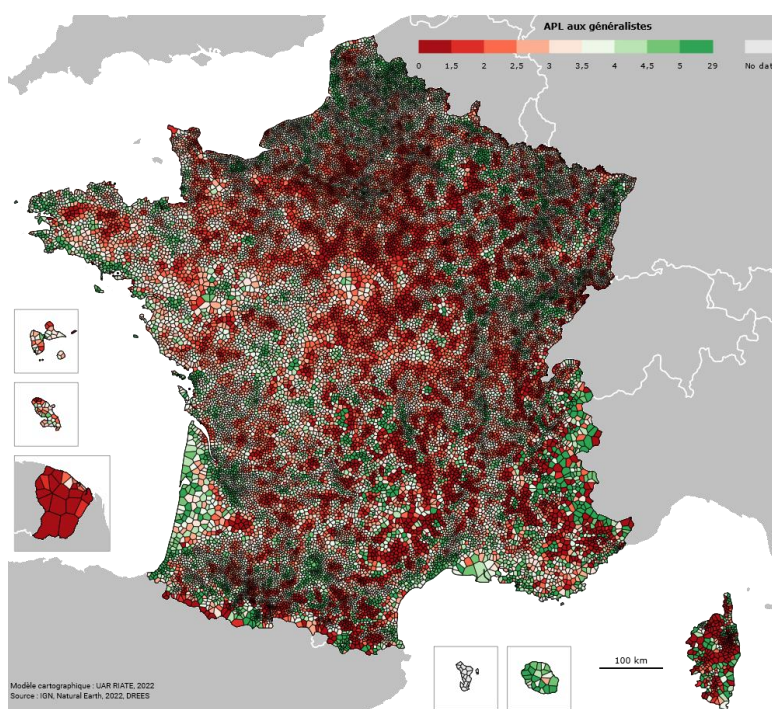 APL aux généralistes
0 1,5 2 2,5 3 3,5 4 4,5 5 29 No dat
100 km
Modèle cartographique : UAR RIATE, 2022
Source : IGN, Natural Earth, 2022, DREES